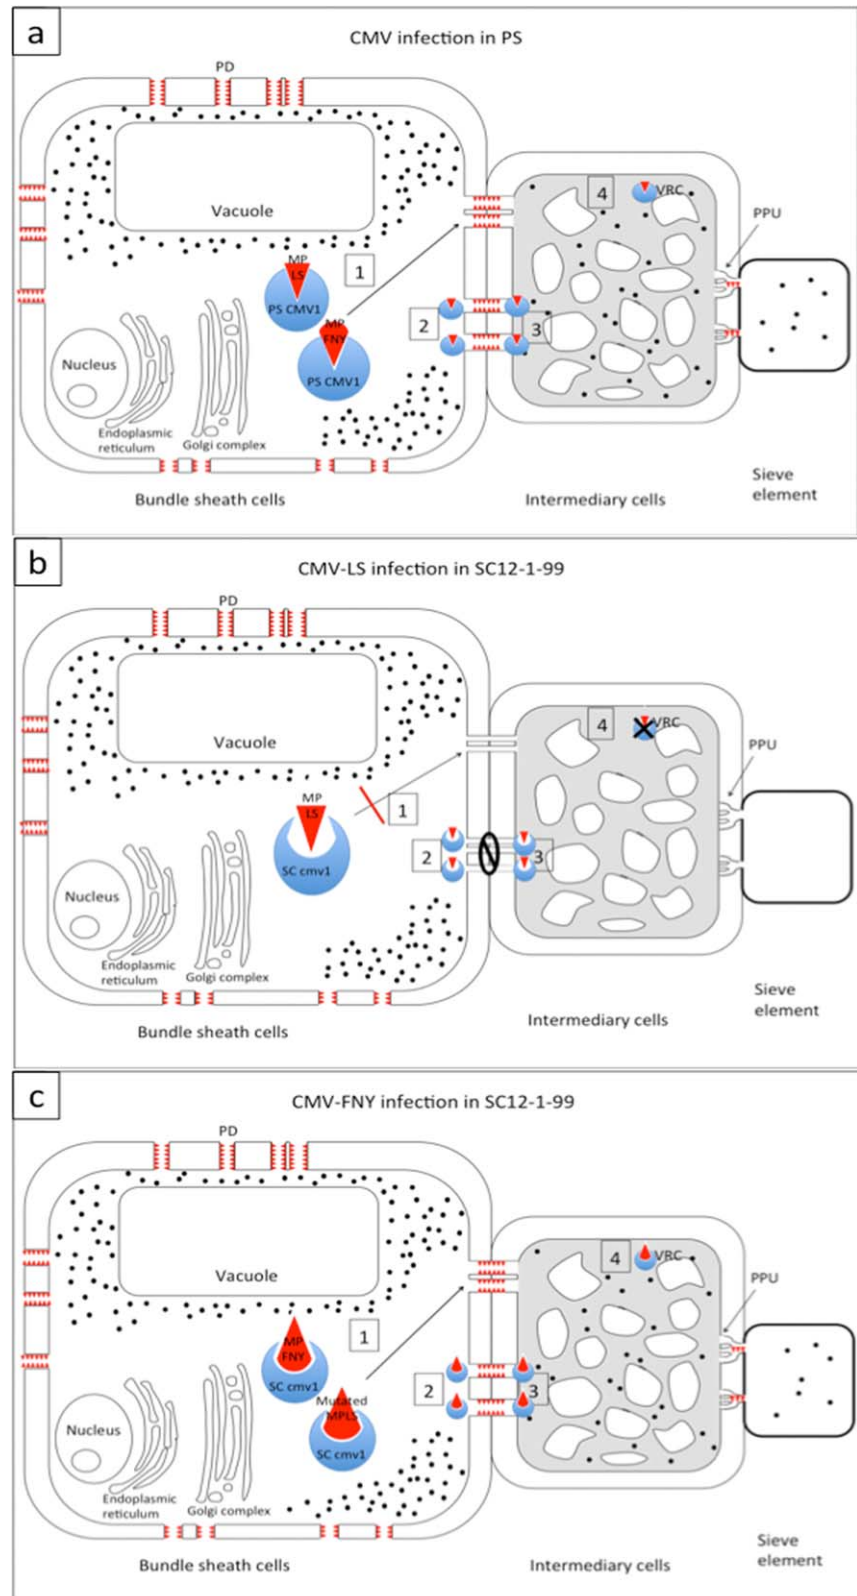 a
CMV infection in PS
PD
Vacuole
4
VRC
PPU
MP
LS
1
PS CMV1
MP
FNY
2
3
PS CMV1
Nucleus
Endoplasmic
reticulum
Golgi complex
Bundle sheath cells
Intermediary cells
Sieve
element
b
CMV-LS infection in SC12-1-99
PD
Vacuole
4
VRC
PPU
MP
LS
1
SC cmv1
2
3
Nucleus
Endoplasmic
reticulum
Golgi complex
Bundle sheath cells
Intermediary cells
Sieve
element
c
CMV-FNY infection in SC12-1-99
PD
Vacuole
4
VRC
PPU
1
MP
FNY
SC cmv1
2
3
Mutated
MPLS
SC cmv1
Nucleus
Endoplasmic
reticulum
Golgi complex
Bundle sheath cells
Intermediary cells
Sieve
element